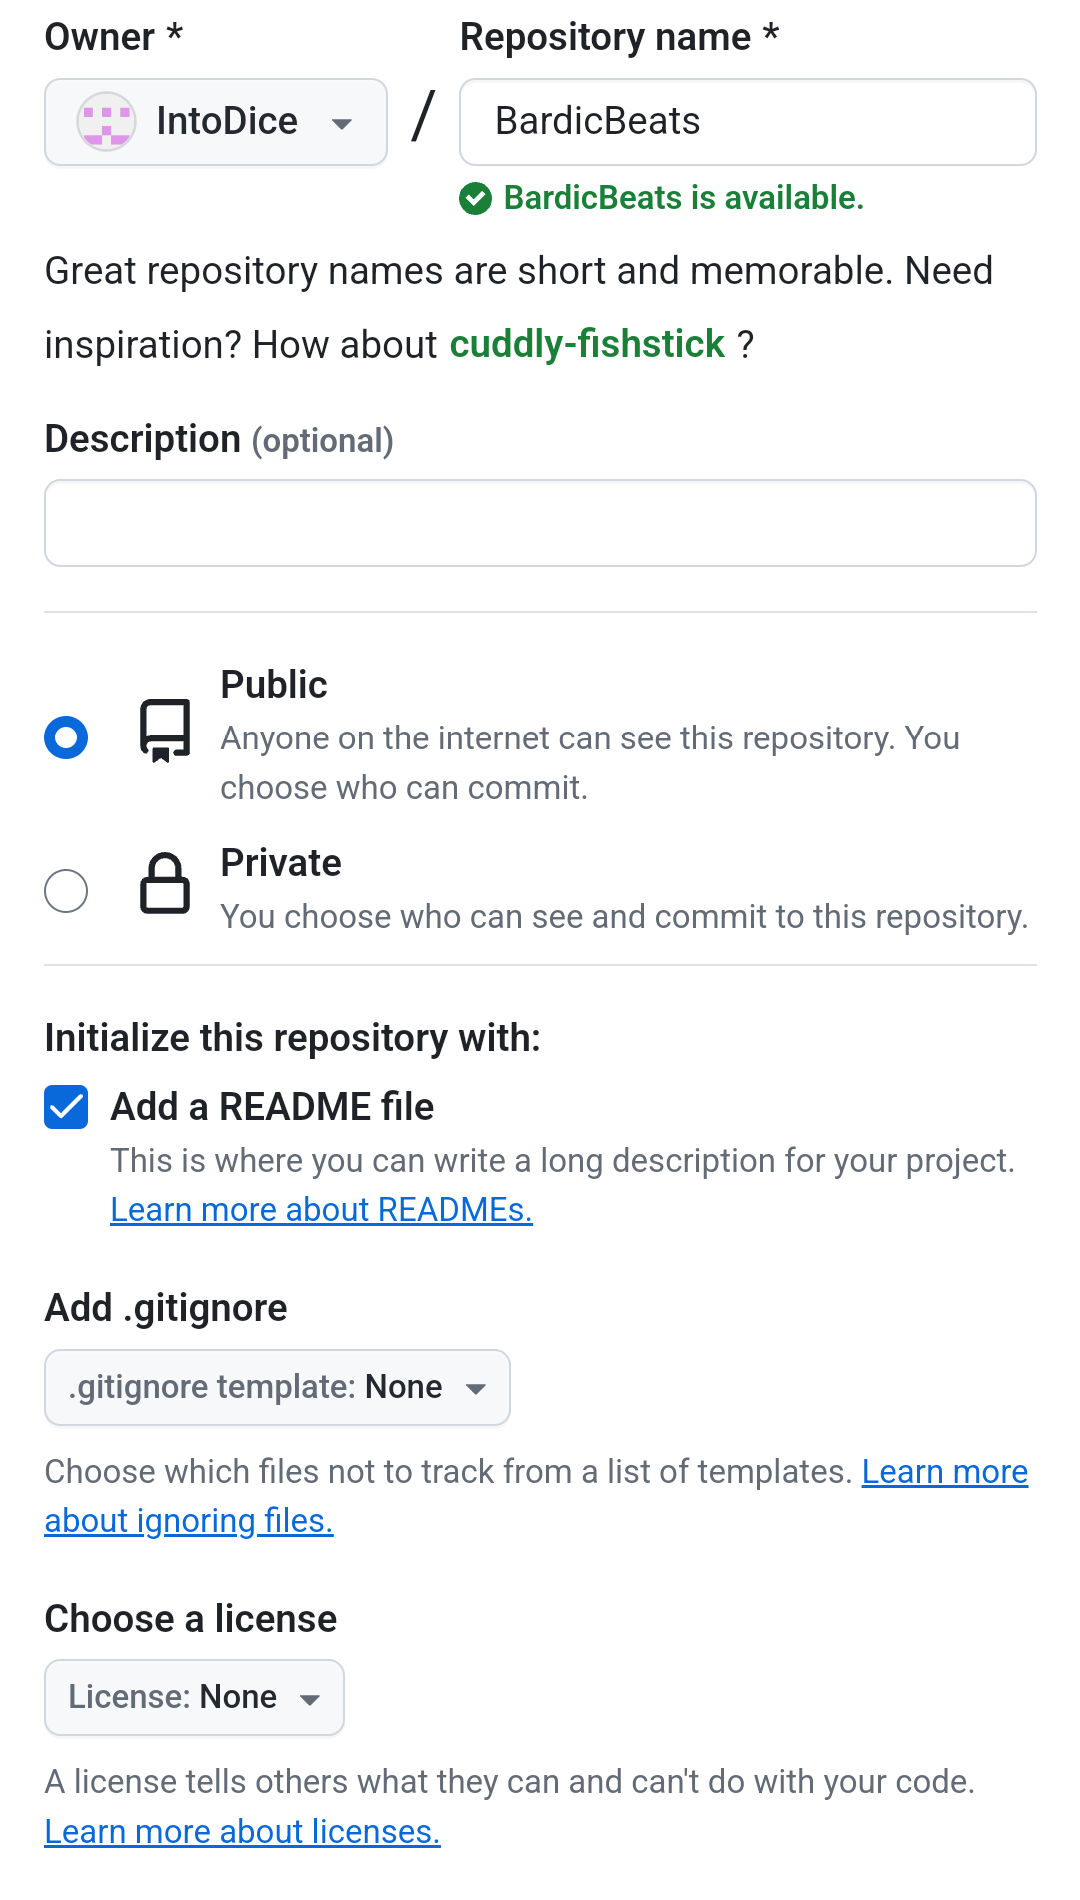 Owner *
Repository name *
IntoDice
/
BardicBeats
BardicBeats is available.
Great repository names are short and memorable. Need
inspiration? How about cuddly-fishstick ?
Description (optional)
Public
Anyone on the internet can see this repository. You
choose who can commit.
Private
You choose who can see and commit to this repository.
Initialize this repository with:
Add a README file
This is where you can write a long description for your project.
Learn more about READMEs.
Add .gitignore
.gitignore template: None
Choose which files not to track from a list of templates. Learn more
about ignoring files.
Choose a license
License: None
A license tells others what they can and can't do with your code.
Learn more about licenses.